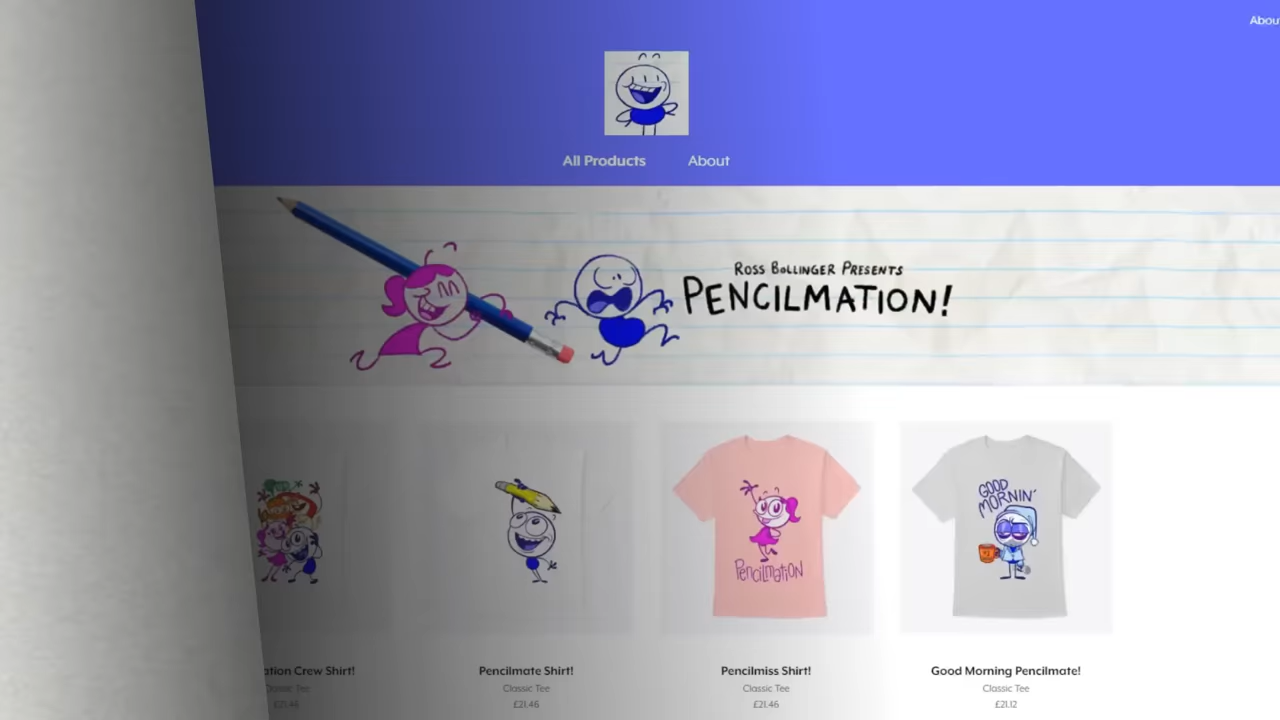 About
All Products
About
Ross Bollinger Presents
Pencilmation!
Good
Mornin'
Pencilmation
ation Crew Shirt!
Pencilmate Shirt!
Pencilmiss Shirt!
Good Morning Pencilmate!
Classic Tee
Classic Tee
Classic Tee
Classic Tee
£21.46
£21.46
£21.46
£21.12